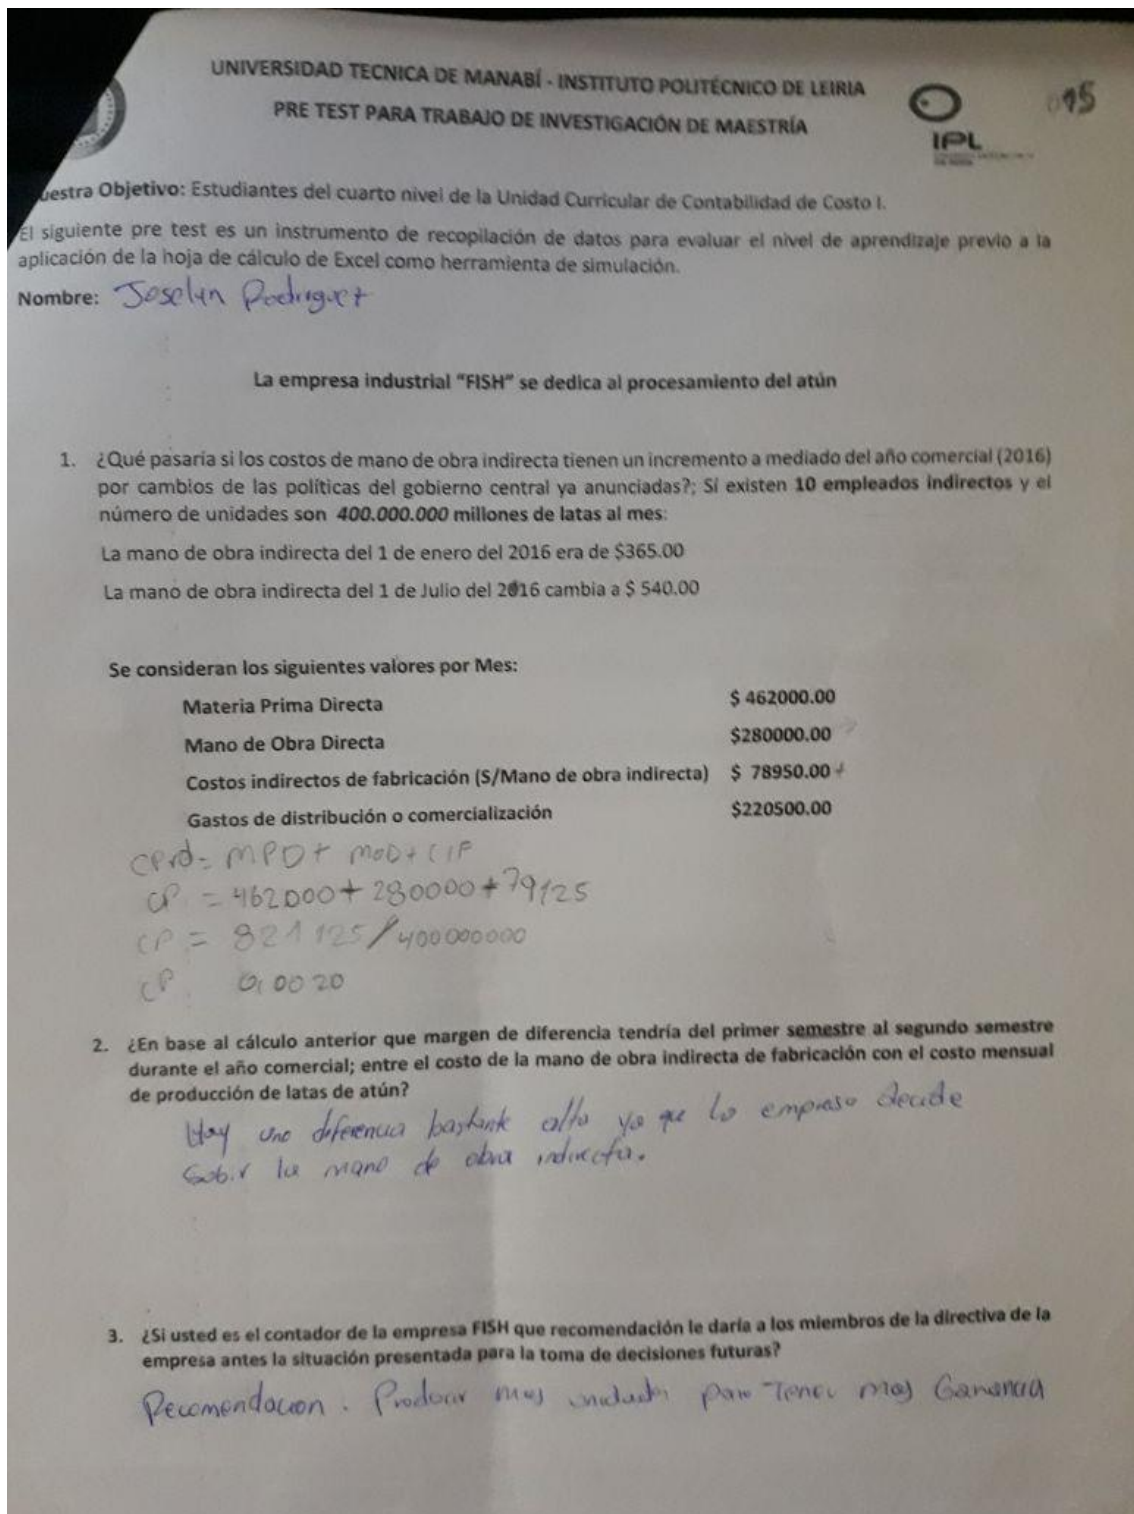 UNIVERSIDAD TECNICA DE MANABÍ - INSTITUTO POLITÉCNICO DE LEIRIA
PRE TEST PARA TRABAJO DE INVESTIGACIÓN DE MAESTRÍA
015
IPL
uestra Objetivo: Estudiantes del cuarto nivel de la Unidad Curricular de Contabilidad de Costo I.
El siguiente pre test es un instrumento de recopilación de datos para evaluar el nivel de aprendizaje previo a la
aplicación de la hoja de cálculo de Excel como herramienta de simulación.
Nombre: Joselyn Rodriguez
La empresa industrial "FISH" se dedica al procesamiento del atún
1. ¿Qué pasaría si los costos de mano de obra indirecta tienen un incremento a mediado del año comercial (2016)
por cambios de las políticas del gobierno central ya anunciadas?; Sí existen 10 empleados indirectos y el
número de unidades son 400.000.000 millones de latas al mes:
La mano de obra indirecta del 1 de enero del 2016 era de $365.00
La mano de obra indirecta del 1 de Julio del 2016 cambia a $ 540.00
Se consideran los siguientes valores por Mes:
Materia Prima Directa $ 462000.00
Mano de Obra Directa $280000.00
Costos indirectos de fabricación (S/Mano de obra indirecta) $ 78950.00 +
Gastos de distribución o comercialización $220500.00
CPrd= MPD+ MOD+ CIF
CP = 462000+ 280000+79125
CP = 821125/400000000
CP 0,0020
2. ¿En base al cálculo anterior que margen de diferencia tendría del primer semestre al segundo semestre
durante el año comercial; entre el costo de la mano de obra indirecta de fabricación con el costo mensual
de producción de latas de atún?
Hay una diferencia bastante alta ya que la empresa decide
Subir la mano de obra indirecta.
3. ¿Si usted es el contador de la empresa FISH que recomendación le daría a los miembros de la directiva de la
empresa antes la situación presentada para la toma de decisiones futuras?
Recomendacion. Producir mas unidades para Tener mas Ganancia